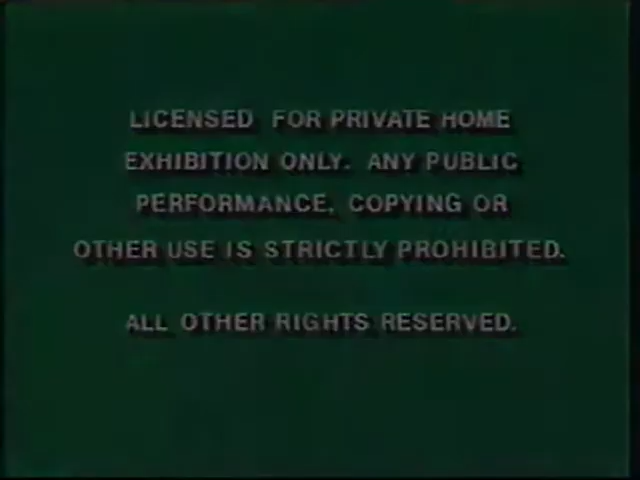 LICENSED FOR PRIVATE HOME
EXHIBITION ONLY. ANY PUBLIC
PERFORMANCE, COPYING OR
OTHER USE IS STRICTLY PROHIBITED.
ALL OTHER RIGHTS RESERVED.